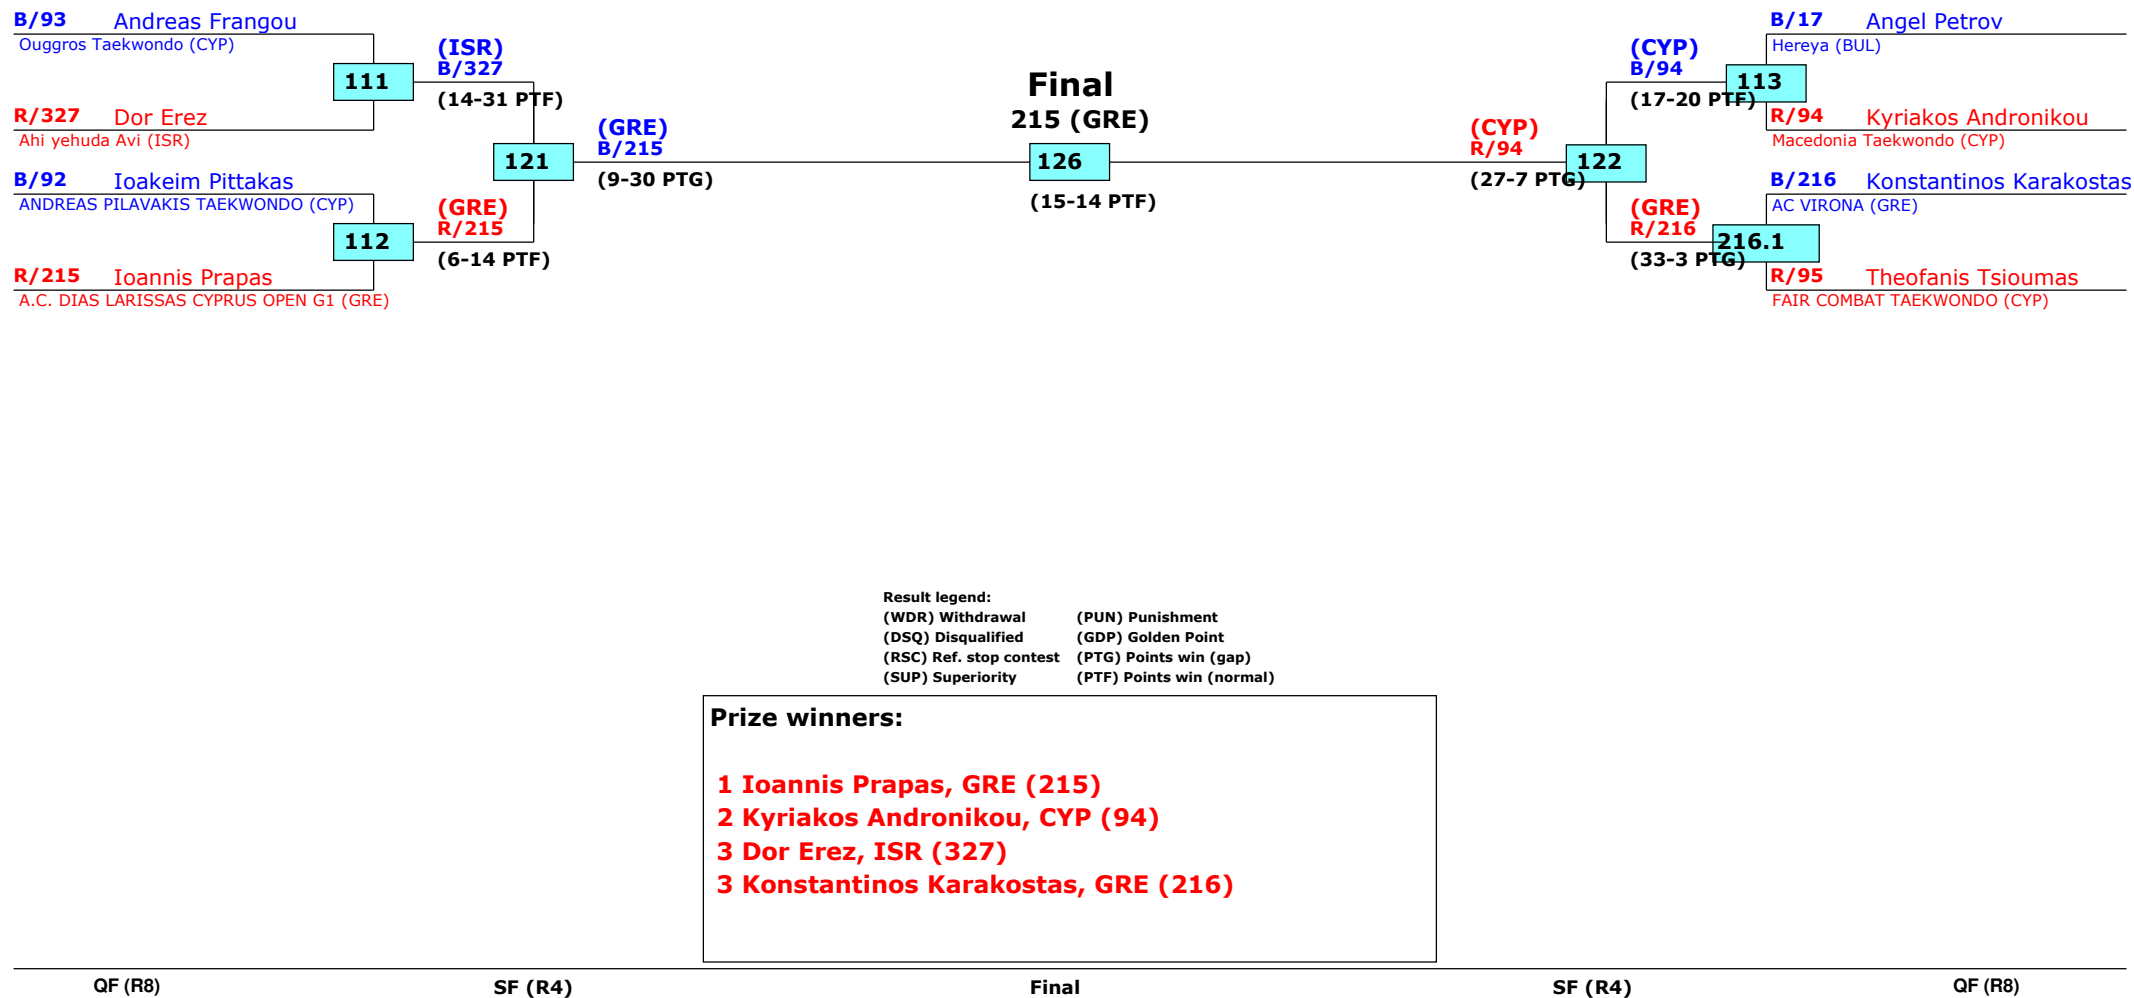 B/93 Andreas Frangou
Ouggros Taekwondo (CYP)
111
R/327 Dor Erez
Ahi yehuda Avi (ISR)
(ISR)
B/327
(14-31 PTF)
B/92 Ioakeim Pittakas
ANDREAS PILAVAKIS TAEKWONDO (CYP)
112
R/215 Ioannis Prapas
A.C. DIAS LARISSAS CYPRUS OPEN G1 (GRE)
(GRE)
R/215
(6-14 PTF)
121
(GRE)
B/215
(9-30 PTG)
Final
215 (GRE)
126
(15-14 PTF)
(CYP)
R/94
(27-7 PTG)
122
(CYP)
B/94
(17-20 PTF)
113
B/17 Angel Petrov
Hereya (BUL)
R/94 Kyriakos Andronikou
Macedonia Taekwondo (CYP)
(GRE)
R/216
(33-3 PTG)
216.1
B/216 Konstantinos Karakostas
AC VIRONA (GRE)
R/95 Theofanis Tsioumas
FAIR COMBAT TAEKWONDO (CYP)
Result legend:
(WDR) Withdrawal (PUN) Punishment
(DSQ) Disqualified (GDP) Golden Point
(RSC) Ref. stop contest (PTG) Points win (gap)
(SUP) Superiority (PTF) Points win (normal)
Prize winners:
1 Ioannis Prapas, GRE (215)
2 Kyriakos Andronikou, CYP (94)
3 Dor Erez, ISR (327)
3 Konstantinos Karakostas, GRE (216)
QF (R8) SF (R4) Final SF (R4) QF (R8)